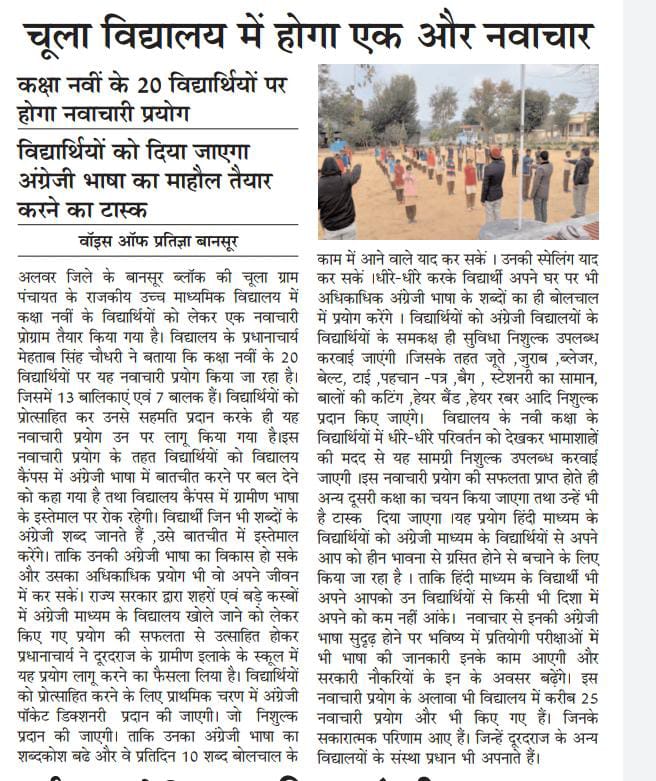 चूला विद्यालय में होगा एक और नवाचार
कक्षा नवीं के 20 विद्यार्थियों पर
होगा नवाचारी प्रयोग
विद्यार्थियों को दिया जाएगा
अंग्रेजी भाषा का माहौल तैयार
करने का टास्क
वॉइस ऑफ प्रतिज्ञा बानसूर
अलवर जिले के बानसूर ब्लॉक की चूला ग्राम
पंचायत के राजकीय उच्च माध्यमिक विद्यालय में
कक्षा नवीं के विद्यार्थियों को लेकर एक नवाचारी
प्रोग्राम तैयार किया गया है। विद्यालय के प्रधानाचार्य
मेहताब सिंह चौधरी ने बताया कि कक्षा नवीं के 20
विद्यार्थियों पर यह नवाचारी प्रयोग किया जा रहा है।
जिसमें 13 बालिकाएं एवं 7 बालक हैं। विद्यार्थियों को
प्रोत्साहित कर उनसे सहमति प्रदान करके ही यह
नवाचारी प्रयोग उन पर लागू किया गया है।इस
नवाचारी प्रयोग के तहत विद्यार्थियों को विद्यालय
कैंपस में अंग्रेजी भाषा में बातचीत करने पर बल देने
को कहा गया है तथा विद्यालय कैंपस में ग्रामीण भाषा
के इस्तेमाल पर रोक रहेगी। विद्यार्थी जिन भी शब्दों के
अंग्रेजी शब्द जानते हैं ,उसे बातचीत में इस्तेमाल
करेंगे। ताकि उनकी अंग्रेजी भाषा का विकास हो सके
और उसका अधिकाधिक प्रयोग भी वो अपने जीवन
में कर सकें। राज्य सरकार द्वारा शहरों एवं बड़े कस्बों
में अंग्रेजी माध्यम के विद्यालय खोले जाने को लेकर
किए गए प्रयोग की सफलता से उत्साहित होकर
प्रधानाचार्य ने दूरदराज के ग्रामीण इलाके के स्कूल में
यह प्रयोग लागू करने का फैसला लिया है। विद्यार्थियों
को प्रोत्साहित करने के लिए प्राथमिक चरण में अंग्रेजी
पॉकेट डिक्शनरी प्रदान की जाएगी। जो निशुल्क
प्रदान की जाएगी। ताकि उनका अंग्रेजी भाषा का
शब्दकोश बढे और वे प्रतिदिन 10 शब्द बोलचाल के
काम में आने वाले याद कर सकें । उनकी स्पेलिंग याद
कर सकें ।धीरे-धीरे करके विद्यार्थी अपने घर पर भी
अधिकाधिक अंग्रेजी भाषा के शब्दों का ही बोलचाल
में प्रयोग करेंगे । विद्यार्थियों को अंग्रेजी विद्यालयों के
विद्यार्थियों के समकक्ष ही सुविधा निशुल्क उपलब्ध
करवाई जाएंगी ।जिसके तहत जूते ,जुराब ,ब्लेजर,
बेल्ट, टाई ,पहचान -पत्र ,बैग , स्टेशनरी का सामान,
बालों की कटिंग ,हेयर बैंड ,हेयर रबर आदि निशुल्क
प्रदान किए जाएंगे। विद्यालय के नवी कक्षा के
विद्यार्थियों में धीरे-धीरे परिवर्तन को देखकर भामाशाहों
की मदद से यह सामग्री निशुल्क उपलब्ध करवाई
जाएगी ।इस नवाचारी प्रयोग की सफलता प्राप्त होते ही
अन्य दूसरी कक्षा का चयन किया जाएगा तथा उन्हें भी
है टास्क दिया जाएगा ।यह प्रयोग हिंदी माध्यम के
विद्यार्थियों को अंग्रेजी माध्यम के विद्यार्थियों से अपने
आप को हीन भावना से ग्रसित होने से बचाने के लिए
किया जा रहा है । ताकि हिंदी माध्यम के विद्यार्थी भी
अपने आपको उन विद्यार्थियों से किसी भी दिशा में
अपने को कम नहीं आंके। नवाचार से इनकी अंग्रेजी
भाषा सुदृढ़ होने पर भविष्य में प्रतियोगी परीक्षाओं में
भी भाषा की जानकारी इनके काम आएगी और
सरकारी नौकरियों के इन के अवसर बढ़ेंगे। इस
नवाचारी प्रयोग के अलावा भी विद्यालय में करीब 25
नवाचारी प्रयोग और भी किए गए हैं। जिनके
सकारात्मक परिणाम आए हैं। जिन्हें दूरदराज के अन्य
विद्यालयों के संस्था प्रधान भी अपनाते हैं।